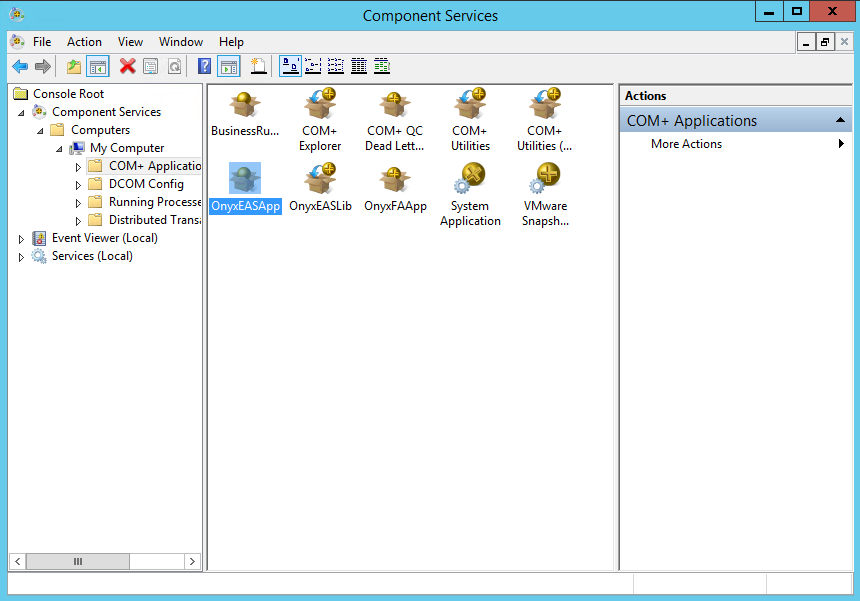 Component Services
File Action View Window Help
Console Root
Component Services
Computers
My Computer
COM+ Applicatio
DCOM Config
Running Processe
Distributed Transa
Event Viewer (Local)
Services (Local)
BusinessRu...
COM+
Explorer
COM+ QC
Dead Lett...
COM+
Utilities
COM+
Utilities (...
OnyxEASApp
OnyxEASLib
OnyxFAApp
System
Application
VMware
Snapsh...
Actions
COM+ Applications
More Actions